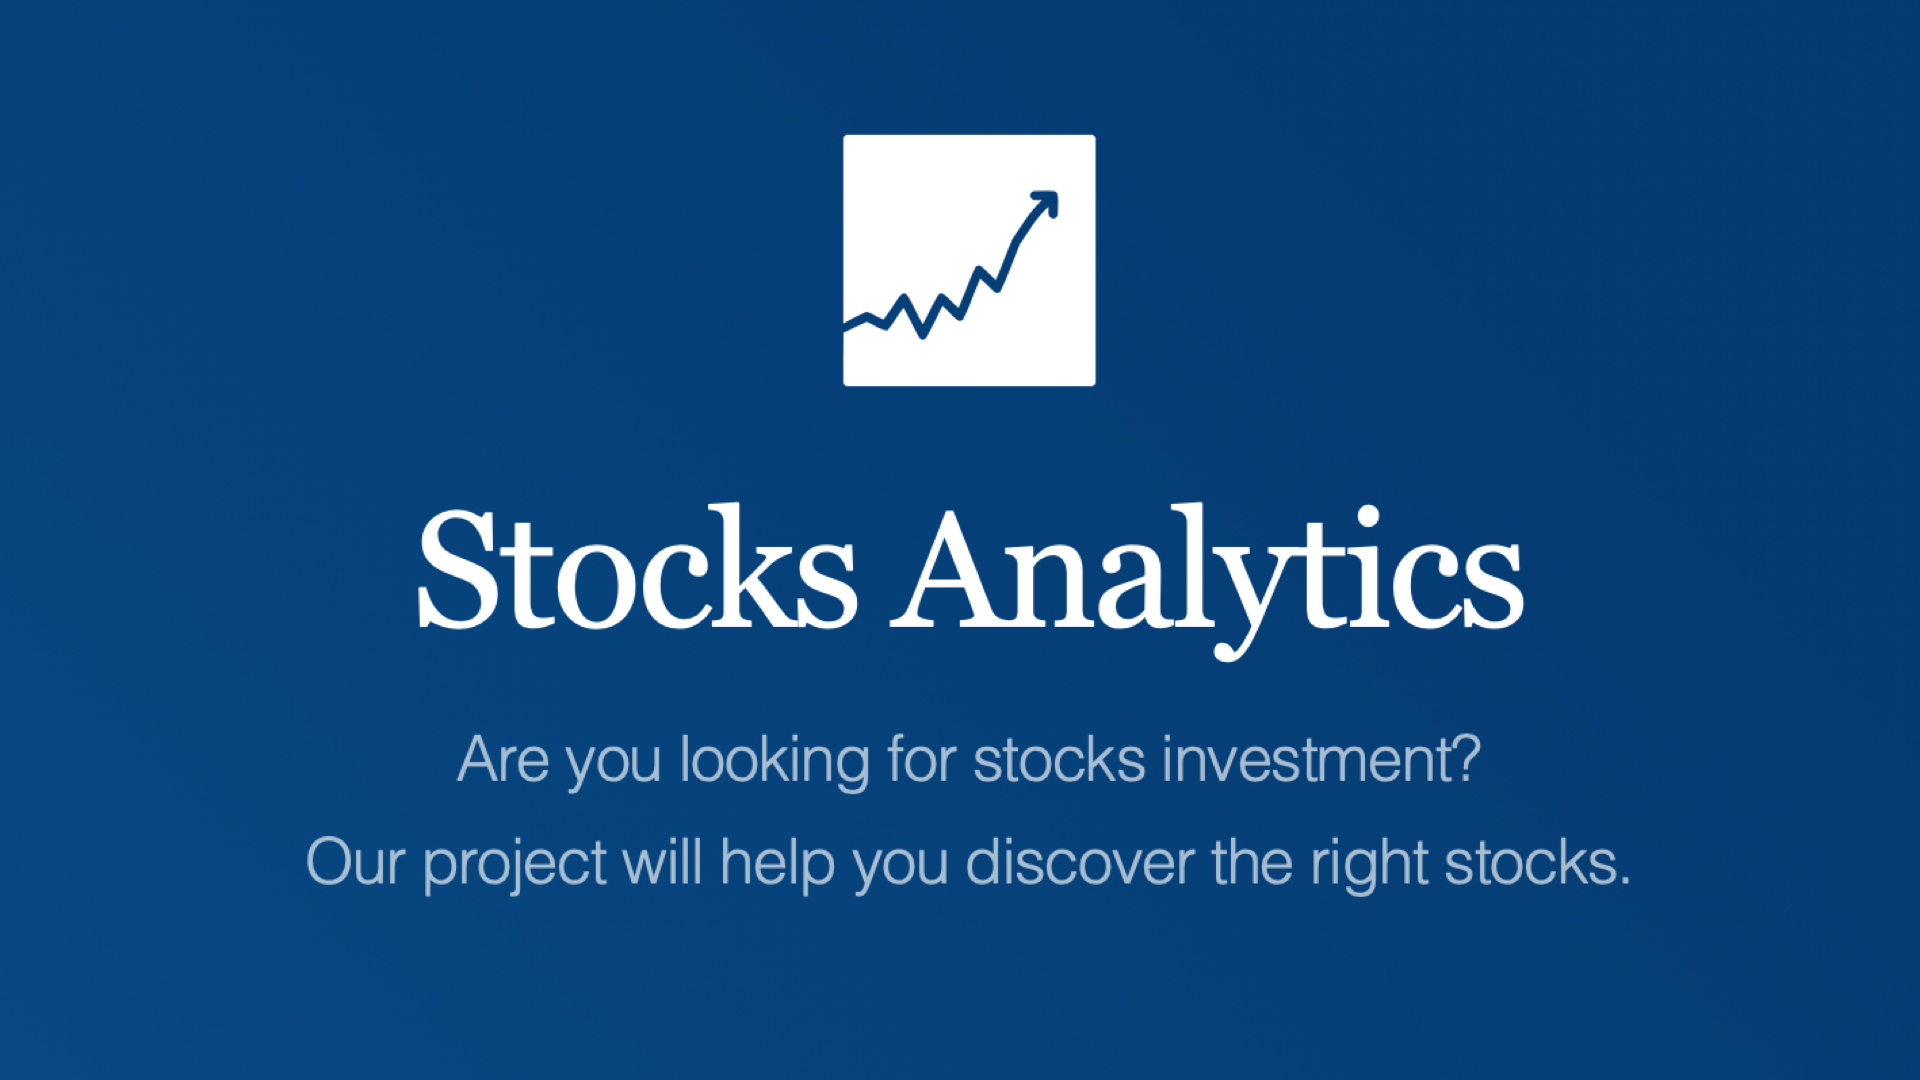 Stocks Analytics
Are you looking for stocks investment?
Our project will help you discover the right stocks.